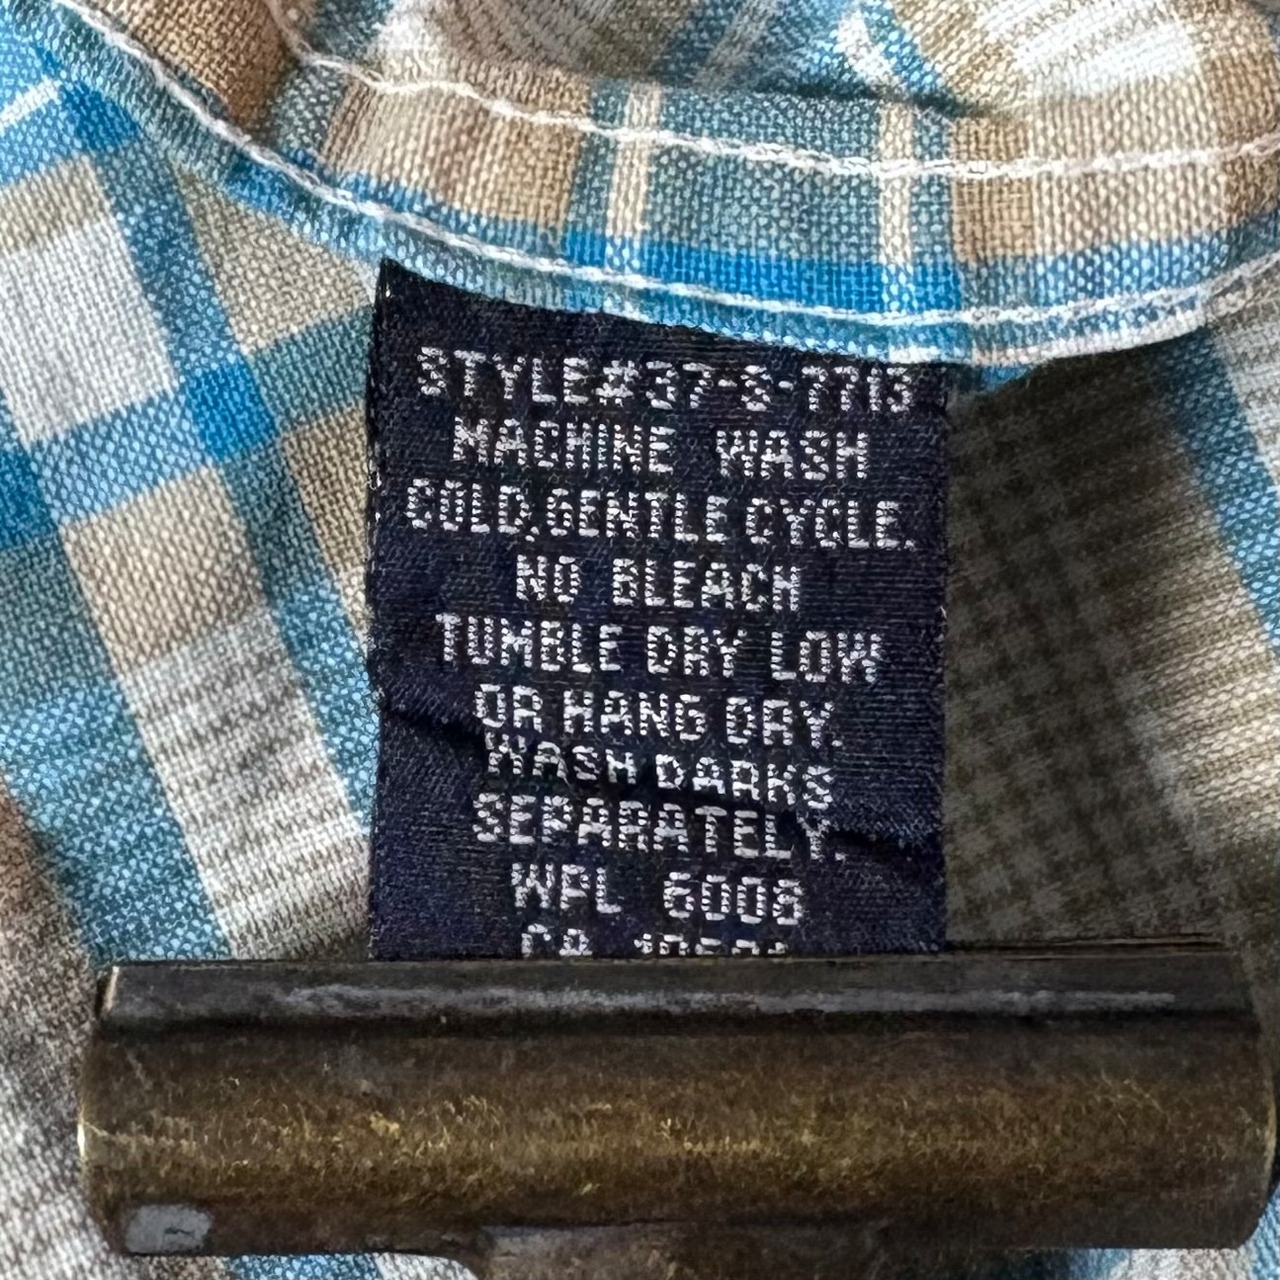 STYLE#37-S-7713
MACHINE WASH
COLD,GENTLE CYCLE.
NO BLEACH
TUMBLE DRY LOW
OR HANG DRY.
WASH DARKS
SEPARATELY.
WPL 6006
CA